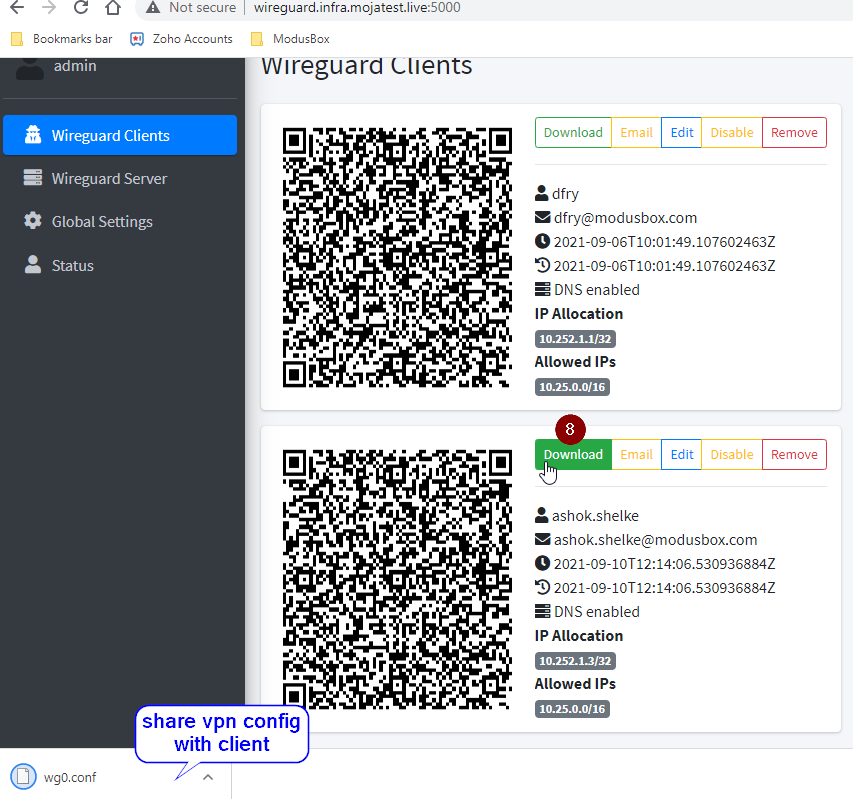 Not secure | wireguard.infra.mojatest.live:5000
Bookmarks bar Zoho Accounts ModusBox
admin
Wireguard Clients
Wireguard Server
Global Settings
Status
Wireguard Clients
Download Email Edit Disable Remove
dfry
dfry@modusbox.com
2021-09-06T10:01:49.107602463Z
2021-09-06T10:01:49.107602463Z
DNS enabled
IP Allocation
10.252.1.1/32
Allowed IPs
10.25.0.0/16
8
Download Email Edit Disable Remove
ashok.shelke
ashok.shelke@modusbox.com
2021-09-10T12:14:06.530936884Z
2021-09-10T12:14:06.530936884Z
DNS enabled
IP Allocation
10.252.1.3/32
Allowed IPs
10.25.0.0/16
share vpn config
with client
wg0.conf